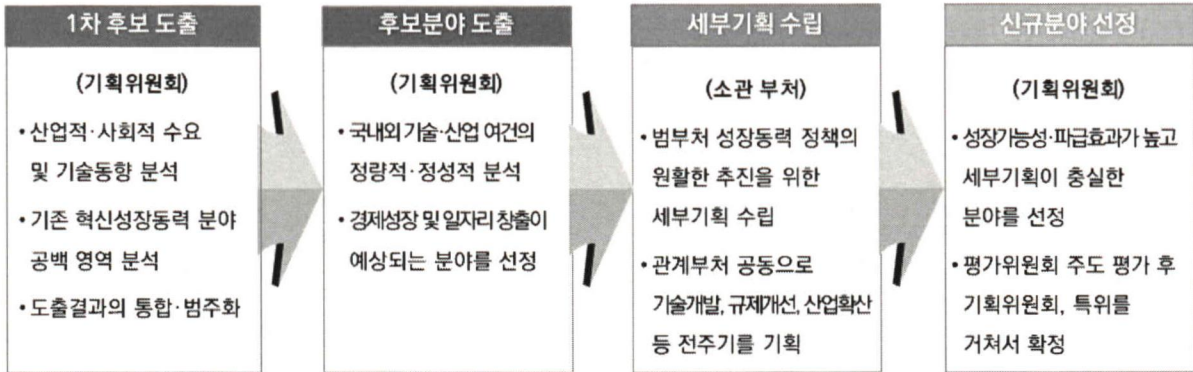 1차 후보 도출
(기획위원회)
• 산업적·사회적 수요
및 기술동향 분석
• 기존 혁신성장동력 분야
공백 영역 분석
• 도출결과의 통합·범주화
후보분야 도출
(기획위원회)
• 국내외 기술·산업 여건의
정량적·정성적 분석
• 경제성장 및 일자리 창출이
예상되는 분야를 선정
세부기획 수립
(소관 부처)
• 범부처 성장동력 정책의
원활한 추진을 위한
세부기획 수립
• 관계부처 공동으로
기술개발, 규제개선, 산업확산
등 전주기를 기획
신규분야 선정
(기획위원회)
• 성장가능성·파급효과가 높고
세부기획이 충실한
분야를 선정
• 평가위원회 주도 평가 후
기획위원회, 특위를
거쳐서 확정